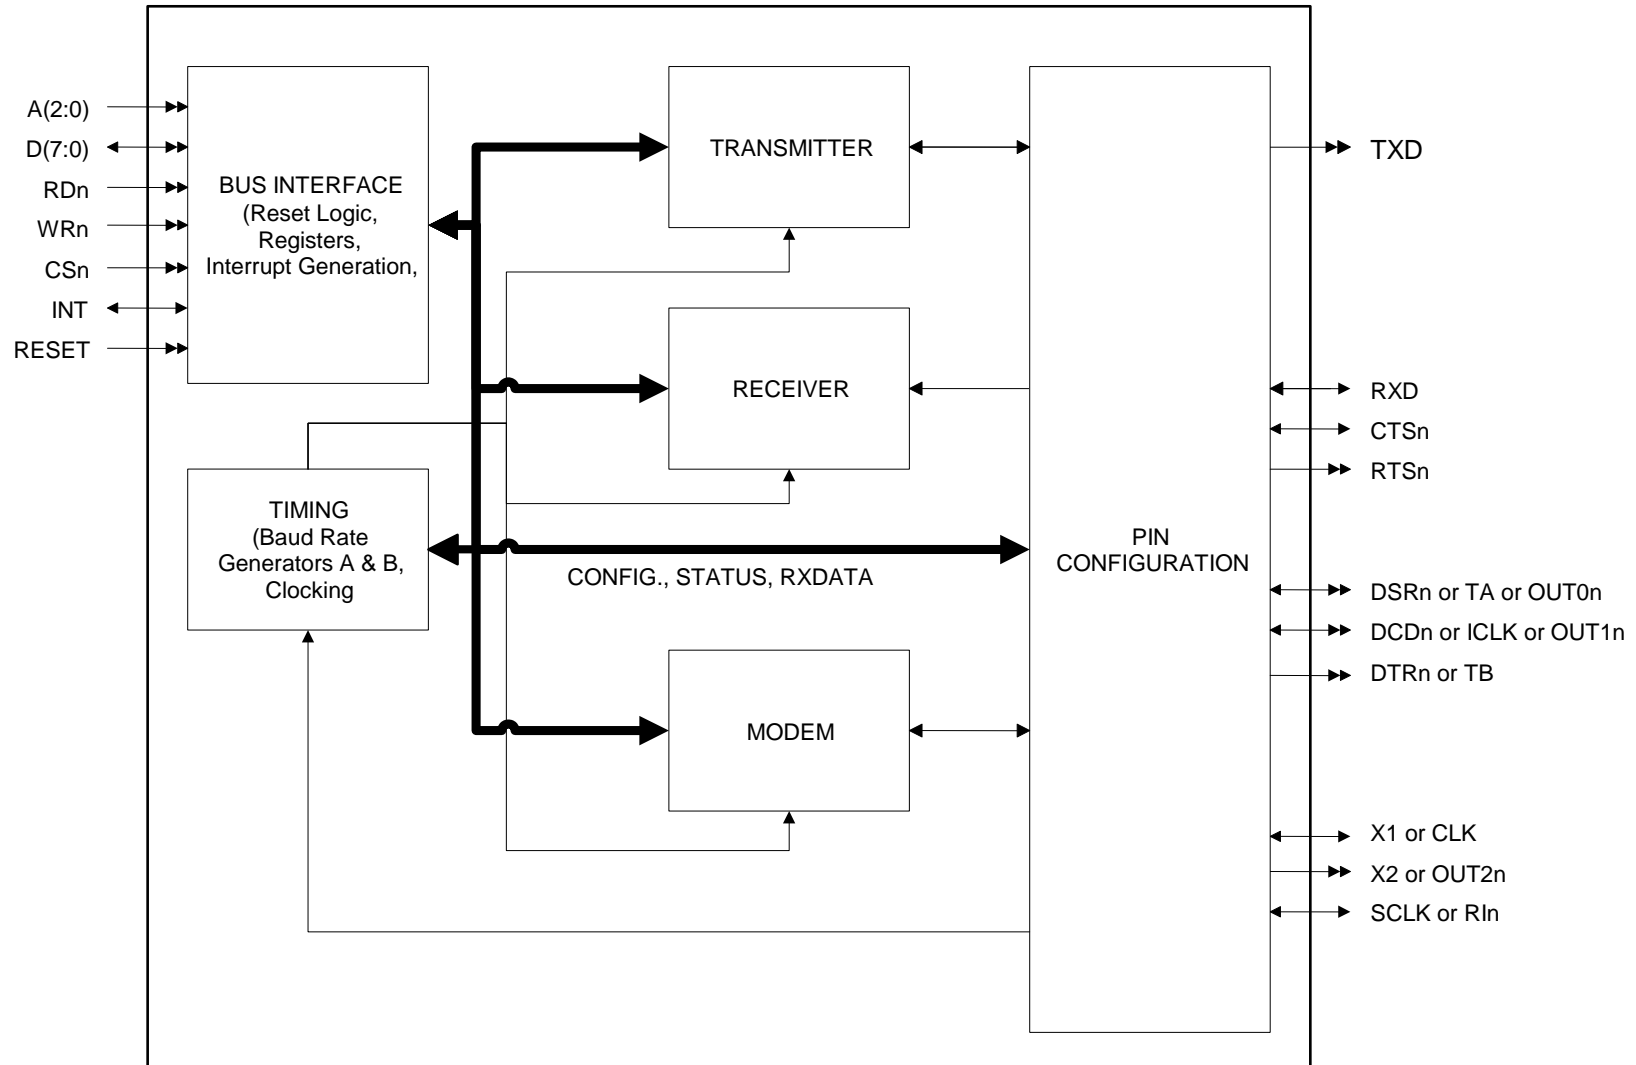 A(2:0)
D(7:0)
RDn
WRn
CSn
INT
RESET
BUS INTERFACE
(Reset Logic,
Registers,
Interrupt Generation,
TIMING
(Baud Rate
Generators A & B,
Clocking
TRANSMITTER
RECEIVER
CONFIG., STATUS, RXDATA
MODEM
PIN
CONFIGURATION
TXD
RXD
CTSn
RTSn
DSRn or TA or OUT0n
DCDn or ICLK or OUT1n
DTRn or TB
X1 or CLK
X2 or OUT2n
SCLK or RIn